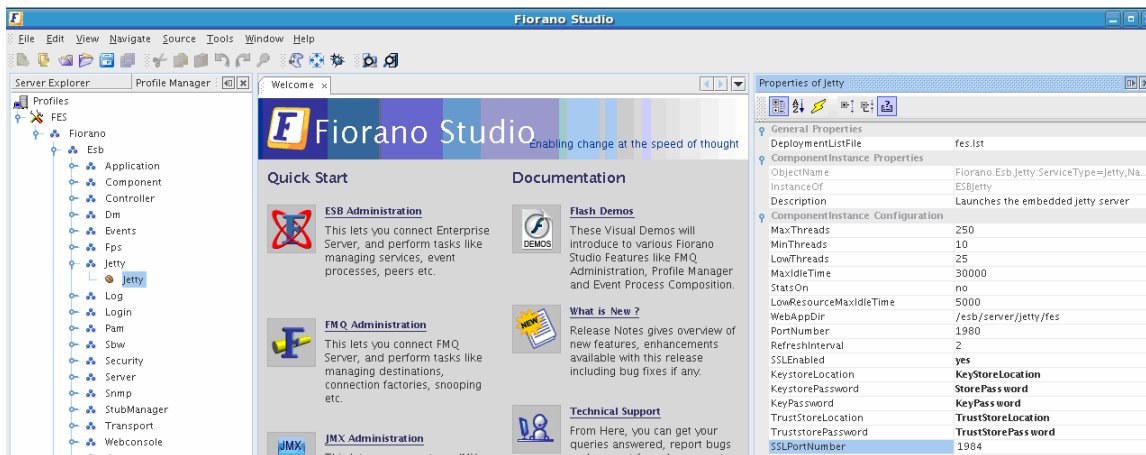 Fiorano Studio
File Edit View Navigate Source Tools Window Help
Server Explorer Profile Manager
Profiles
FES
Fiorano
Esb
Application
Component
Controller
Dm
Events
Fps
Jetty
Jetty
Log
Login
Pam
Sbw
Security
Server
Snmp
StubManager
Transport
Webconsole
Welcome
Fiorano Studio
Enabling change at the speed of thought
Quick Start
ESB Administration
This lets you connect Enterprise
Server, and perform tasks like
managing services, event
processes, peers etc.
FMQ Administration
This lets you connect FMQ
Server, and perform tasks like
managing destinations,
connection factories, snooping
etc.
JMX
JMX Administration
Documentation
DEMOS
Flash Demos
These Visual Demos will
introduce to various Fiorano
Studio Features like FMQ
Administration, Profile Manager
and Event Process Composition.
NEW
What is New ?
Release Notes gives overview of
new features, enhancements
available with this release
including bug fixes if any.
Technical Support
From Here, you can get your
queries answered, report bugs
Properties of Jetty
General Properties
DeploymentListFile fes.lst
ComponentInstance Properties
ObjectName Fiorano.Esb.Jetty:ServiceType=Jetty,Na...
InstanceOf ESBJetty
Description Launches the embedded jetty server
ComponentInstance Configuration
MaxThreads 250
MinThreads 10
LowThreads 25
MaxIdleTime 30000
StatsOn no
LowResourceMaxIdleTime 5000
WebAppDir /esb/server/jetty/fes
PortNumber 1980
RefreshInterval 2
SSLEnabled yes
KeystoreLocation KeyStoreLocation
KeystorePassword StorePassword
KeyPassword KeyPassword
TrustStoreLocation TrustStoreLocation
TruststorePassword TrustStorePassword
SSLPortNumber 1984